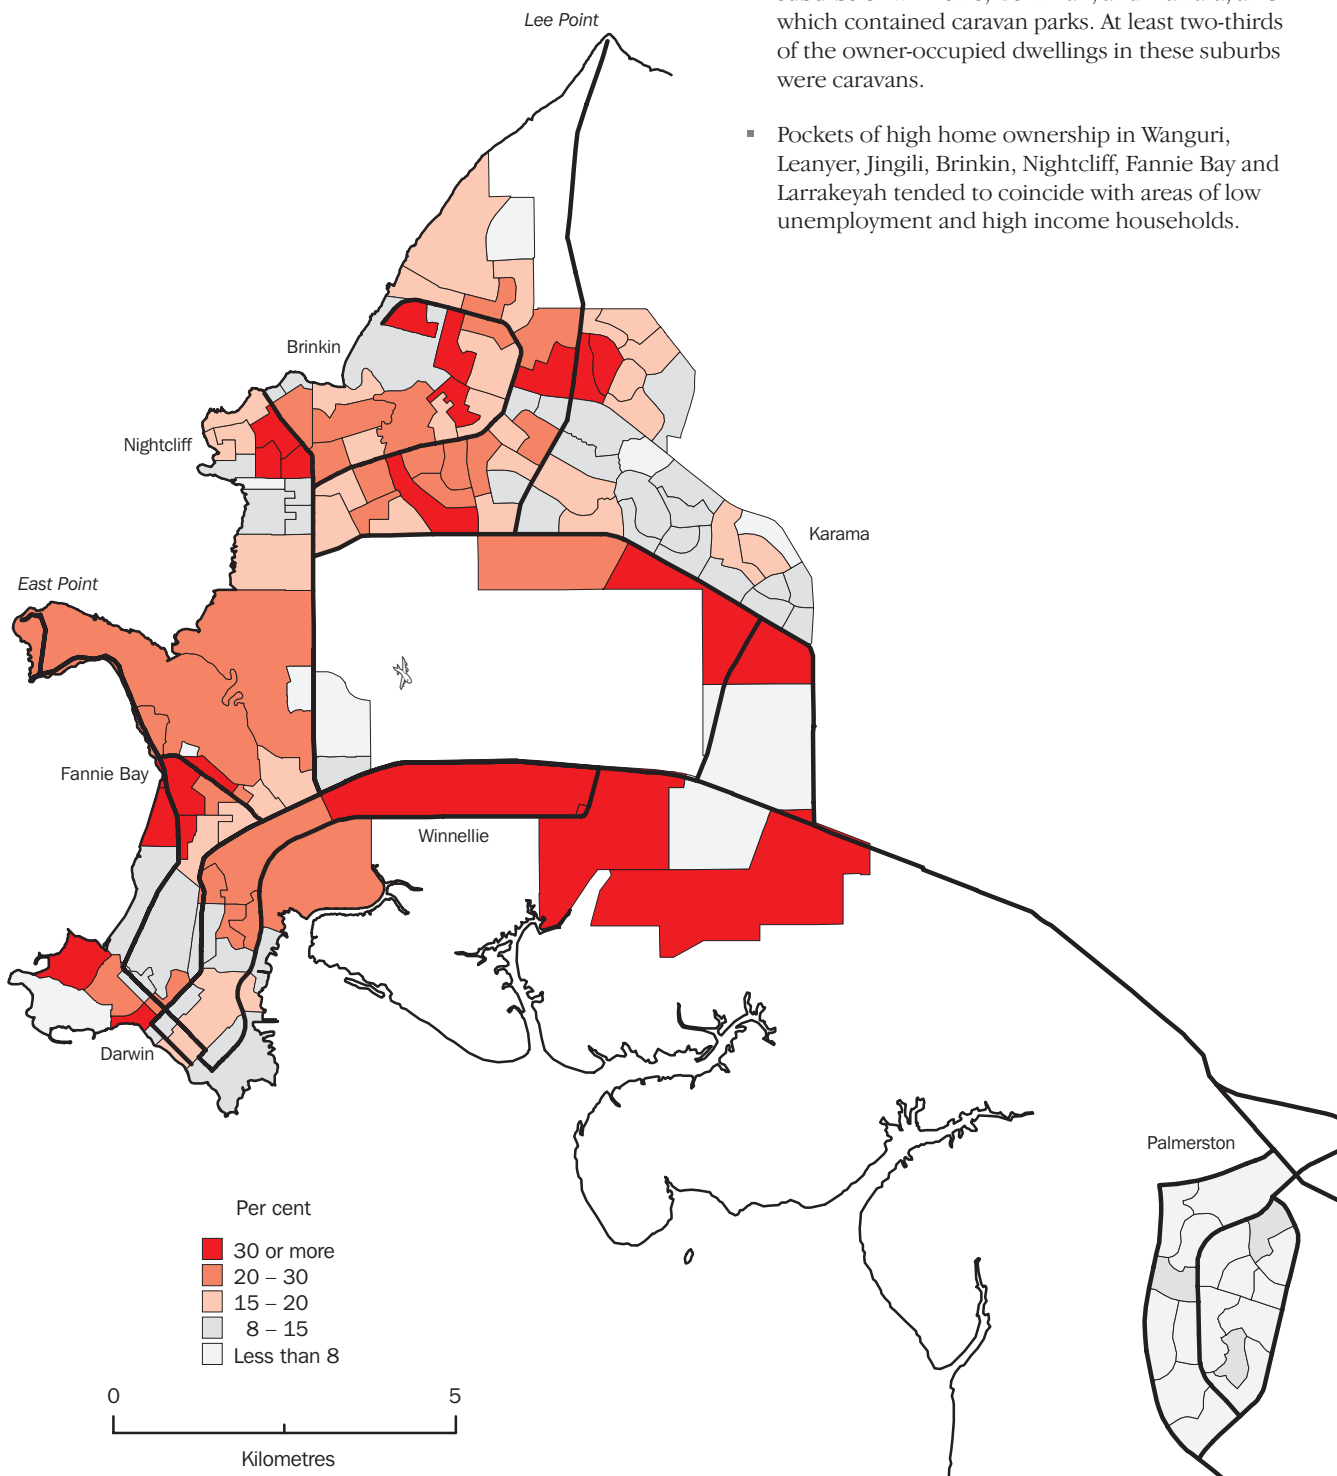 which contained caravan parks. At least two-thirds
of the owner-occupied dwellings in these suburbs
were caravans.
▪ Pockets of high home ownership in Wanguri,
Leanyer, Jingili, Brinkin, Nightcliff, Fannie Bay and
Larrakeyah tended to coincide with areas of low
unemployment and high income households.
Lee Point
Brinkin
Nightcliff
Karama
East Point
Fannie Bay
Winnellie
Darwin
Palmerston
Per cent
30 or more
20 – 30
15 – 20
8 – 15
Less than 8
0 5
Kilometres